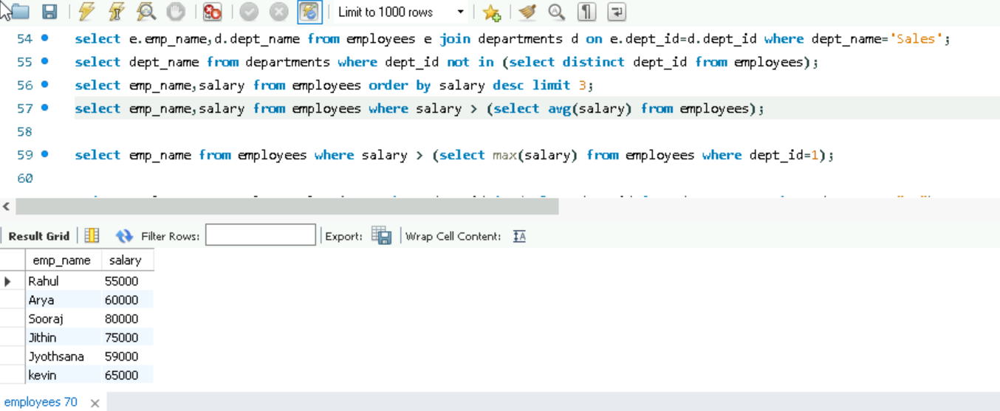 Limit to 1000 rows
54 select e.emp_name,d.dept_name from employees e join departments d on e.dept_id=d.dept_id where dept_name='Sales';
55 select dept_name from departments where dept_id not in (select distinct dept_id from employees);
56 select emp_name,salary from employees order by salary desc limit 3;
57 select emp_name,salary from employees where salary > (select avg(salary) from employees);
58
59 select emp_name from employees where salary > (select max(salary) from employees where dept_id=1);
60
Result Grid Filter Rows: Export: Wrap Cell Content: IA
emp_name salary
Rahul 55000
Arya 60000
Sooraj 80000
Jithin 75000
Jyothsana 59000
kevin 65000
employees 70